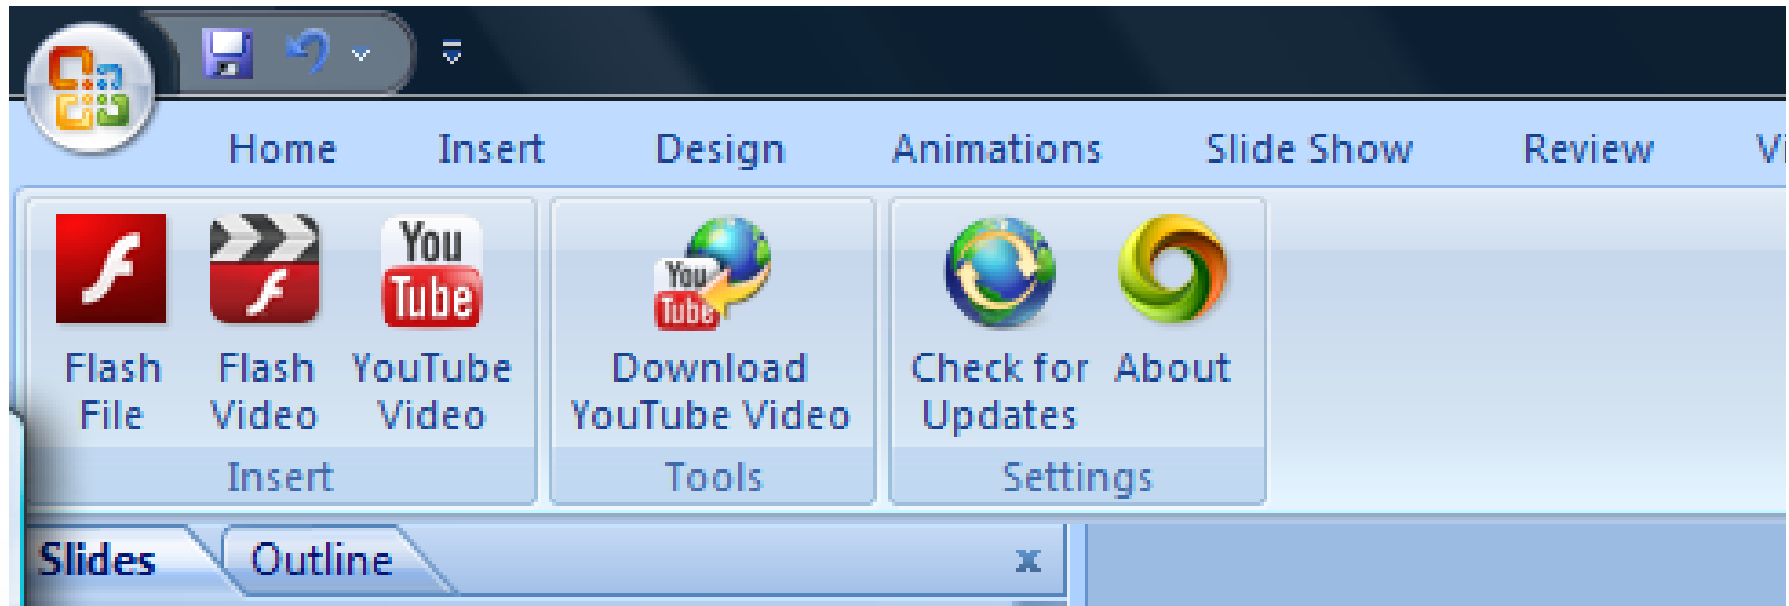 Home Insert Design Animations Slide Show Review Vi
You
Tube
You
Tube
Flash File
Flash Video
YouTube Video
Download YouTube Video
Check for Updates
About
Insert
Tools
Settings
Slides
Outline
x